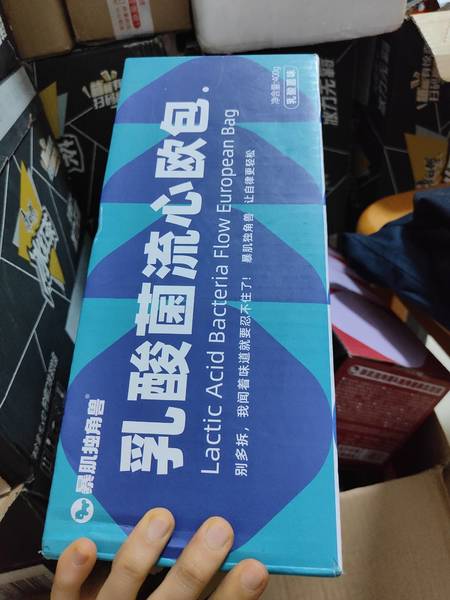 暴肌独角兽®
乳酸菌流心欧包.
Lactic Acid Bacteria Flow European Bag
别多拆，我闻着味道就要忍不住了！ 暴肌独角兽 让自律更轻松
净含量:400g
乳酸菌味